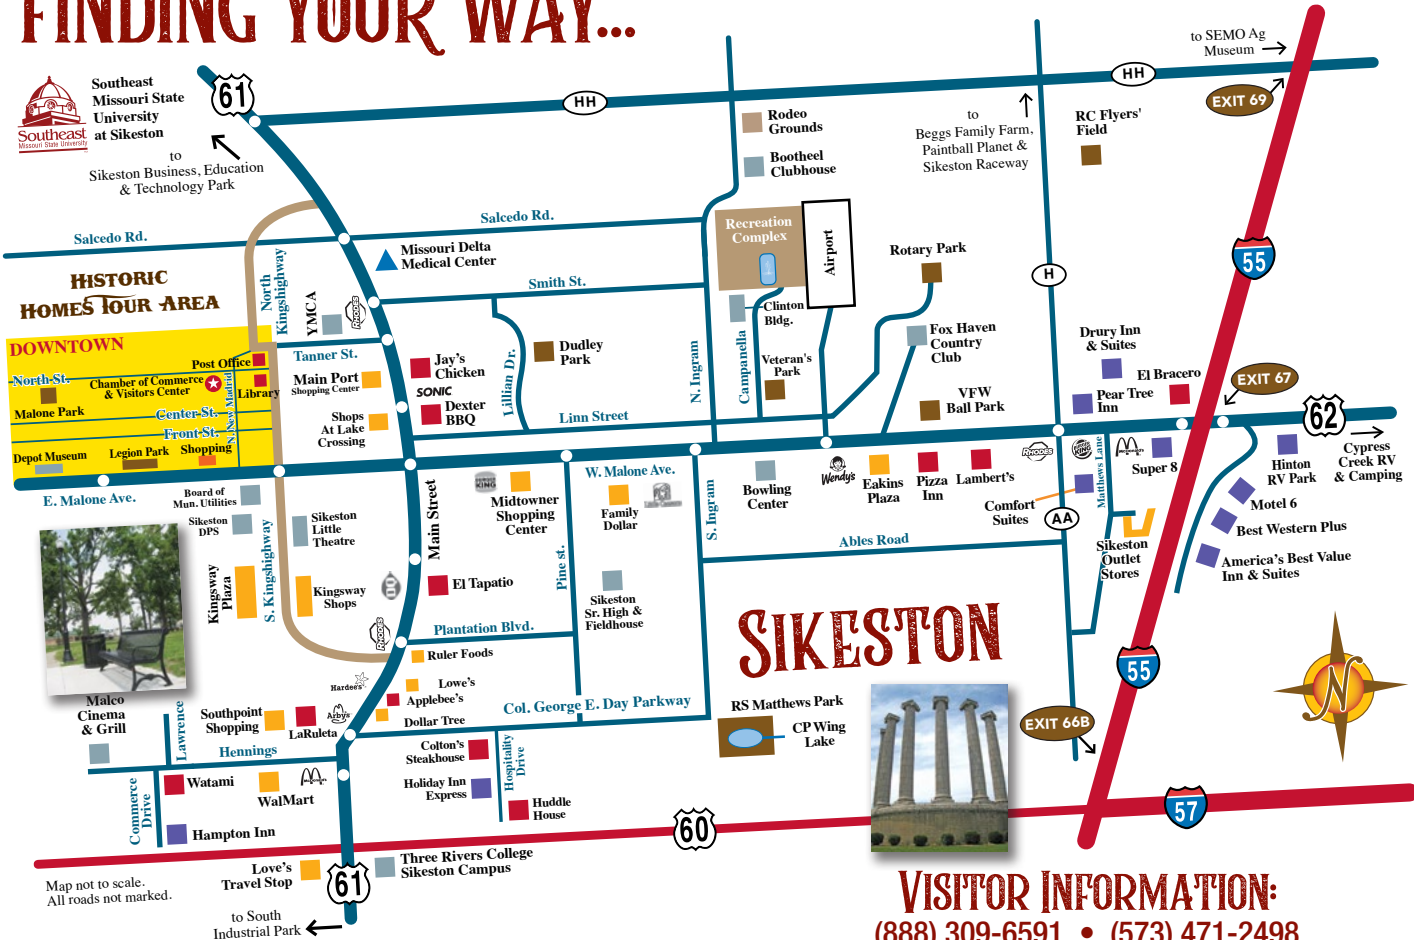 FINDING YOUR WAY...
to SEMO Ag
Museum
HH
HH
EXIT 69
61
Southeast
Missouri State
University
at Sikeston
Southeast
Missouri State University
to
Sikeston Business, Education
& Technology Park
Rodeo
Grounds
Bootheel
Clubhouse
to
Beggs Family Farm,
Paintball Planet &
Sikeston Raceway
RC Flyers'
Field
Salcedo Rd.
Salcedo Rd.
Recreation
Complex
Airport
Rotary Park
H
55
Missouri Delta
Medical Center
Smith St.
HISTORIC
HOMES TOUR AREA
North
Kingshighway
YMCA
RHODES
Clinton
Bldg.
Campanella
N. Ingram
Fox Haven
Country
Club
Drury Inn
& Suites
DOWNTOWN
Post Office
Tanner St.
Jay's
Chicken
Lillian Dr.
Dudley
Park
Veteran's
Park
El Bracero
EXIT 67
North St.
Chamber of Commerce
& Visitors Center
N. New Madrid
Library
Main Port
Shopping Center
SONIC
Dexter
BBQ
VFW
Ball Park
Pear Tree
Inn
Malone Park
Center St.
Front St.
Shops
At Lake
Crossing
Linn Street
62
Depot Museum
Legion Park
Shopping
E. Malone Ave.
W. Malone Ave.
Board of
Mun. Utilities
Sikeston
DPS
Sikeston
Little
Theatre
Main Street
BURGER
KING
Midtowner
Shopping
Center
Family
Dollar
S. Ingram
Bowling
Center
Wendy's
Eakins
Plaza
Pizza
Inn
Lambert's
RHODES
BURGER
KING
Matthews Lane
McDonald's
Super 8
Comfort
Suites
AA
Hinton
RV Park
Cypress
Creek RV
& Camping
Motel 6
Best Western Plus
America's Best Value
Inn & Suites
Sikeston
Outlet
Stores
Ables Road
Kingsway
Plaza
S. Kingshighway
Kingsway
Shops
El Tapatio
Pine st.
Sikeston
Sr. High &
Fieldhouse
RHODES
Plantation Blvd.
Ruler Foods
Hardee's
Lowe's
Applebee's
Dollar Tree
Col. George E. Day Parkway
SIKESTON
RS Matthews Park
CP Wing
Lake
55
EXIT 66B
N
Malco
Cinema
& Grill
Lawrence
Southpoint
Shopping
LaRuleta
Arby's
Hennings
Colton's
Steakhouse
Hospitality
Drive
Holiday Inn
Express
Huddle
House
Commerce
Drive
Watami
WalMart
McDonald's
Hampton Inn
60
57
Love's
Travel Stop
61
Three Rivers College
Sikeston Campus
Map not to scale.
All roads not marked.
to South
Industrial Park
VISITOR INFORMATION:
(888) 309-6591 • (573) 471-2498